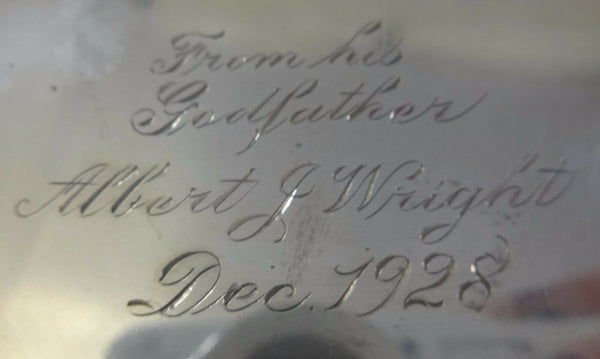 From his
Godfather
Albert J Wright
Dec. 1928